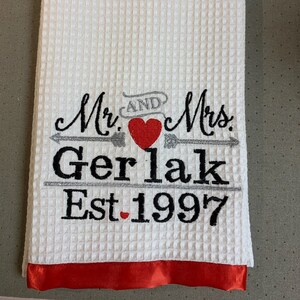 Mr. AND Mrs.
Gerlak
Est. 1997